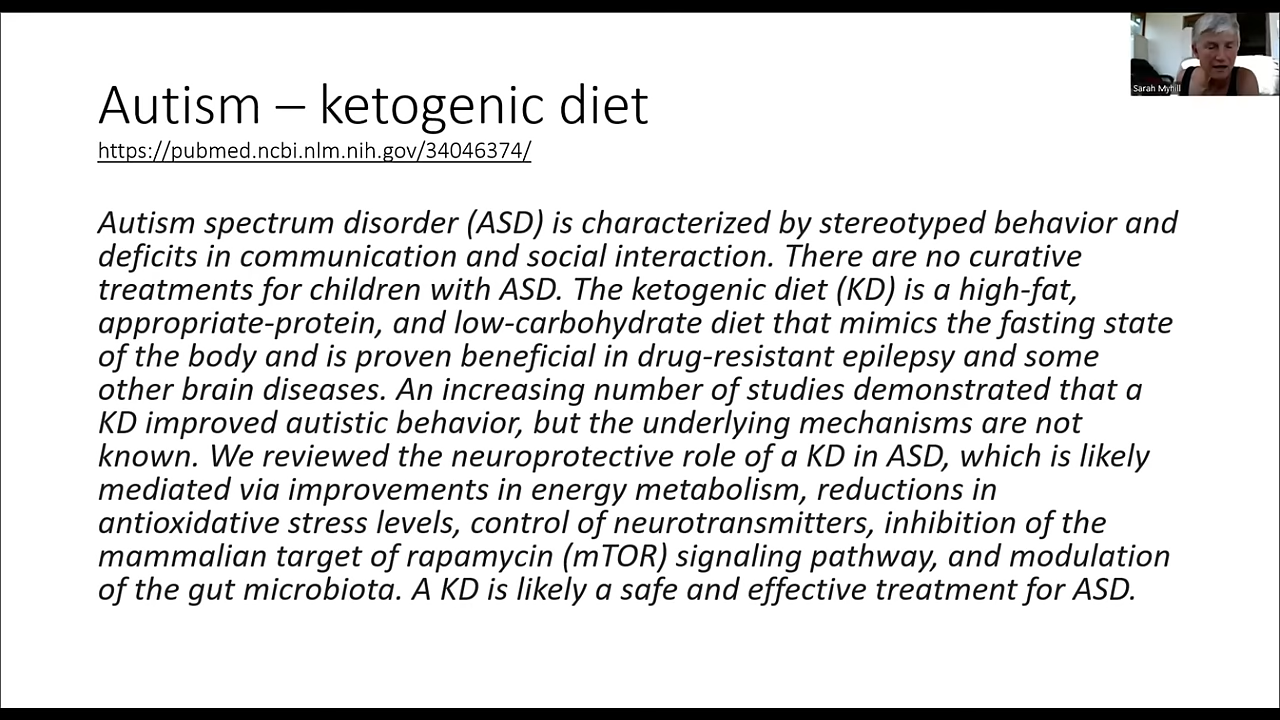 Sarah Myhill
Autism – ketogenic diet
https://pubmed.ncbi.nlm.nih.gov/34046374/
Autism spectrum disorder (ASD) is characterized by stereotyped behavior and
deficits in communication and social interaction. There are no curative
treatments for children with ASD. The ketogenic diet (KD) is a high-fat,
appropriate-protein, and low-carbohydrate diet that mimics the fasting state
of the body and is proven beneficial in drug-resistant epilepsy and some
other brain diseases. An increasing number of studies demonstrated that a
KD improved autistic behavior, but the underlying mechanisms are not
known. We reviewed the neuroprotective role of a KD in ASD, which is likely
mediated via improvements in energy metabolism, reductions in
antioxidative stress levels, control of neurotransmitters, inhibition of the
mammalian target of rapamycin (mTOR) signaling pathway, and modulation
of the gut microbiota. A KD is likely a safe and effective treatment for ASD.